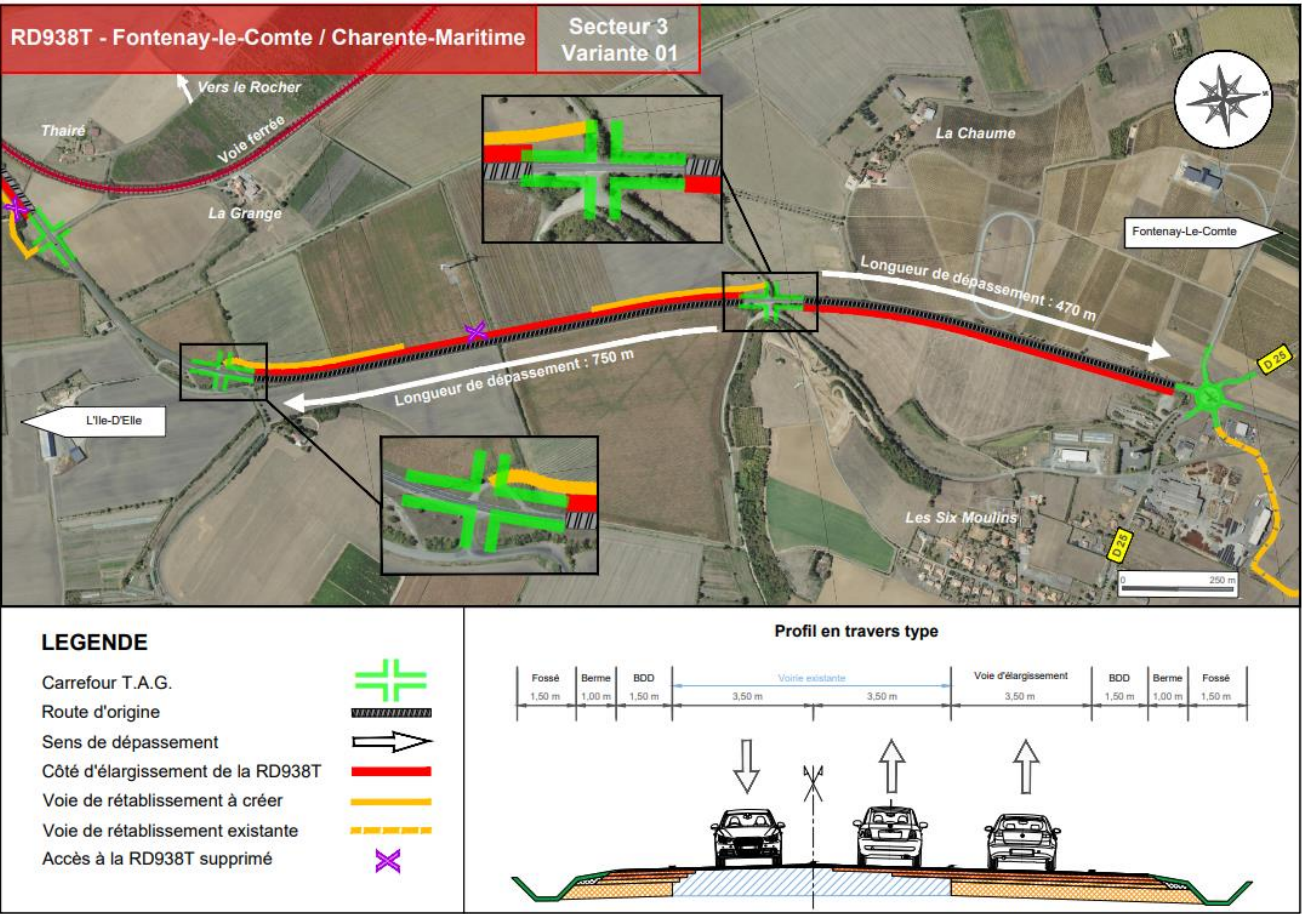 RD938T - Fontenay-le-Comte / Charente-Maritime
Secteur 3
Variante 01
Vers le Rocher
Thairé
Voie ferrée
La Grange
La Chaume
Fontenay-Le-Comte
Longueur de dépassement : 470 m
Longueur de dépassement : 750 m
L'Ile-D'Elle
D 25
Les Six Moulins
D 25
0 250 m
LEGENDE
Carrefour T.A.G.
Route d'origine
Sens de dépassement
Côté d'élargissement de la RD938T
Voie de rétablissement à créer
Voie de rétablissement existante
Accès à la RD938T supprimé
Profil en travers type
Fossé Berme BDD Voirie existante Voie d'élargissement BDD Berme Fossé
1,50 m 1,00 m 1,50 m 3,50 m 3,50 m 3,50 m 1,50 m 1,00 m 1,50 m